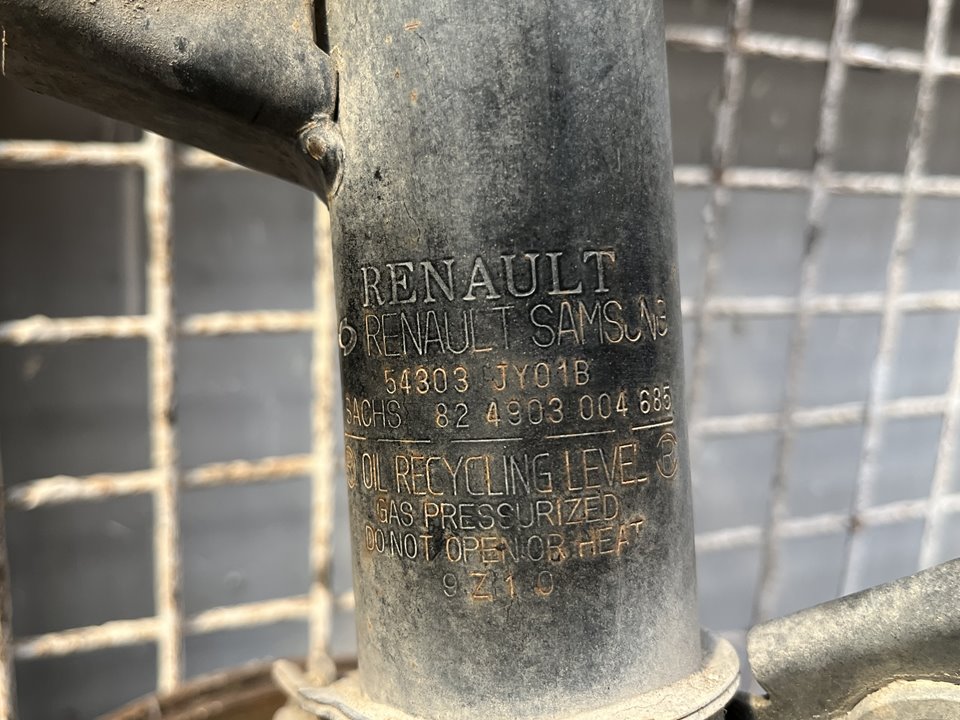 RENAULT
RENAULT SAMSUNG
54303 JY01B
SACHS 82 4903 004 685
OIL RECYCLING LEVEL
GAS PRESSURIZED
DO NOT OPEN OR HEAT
9Z10